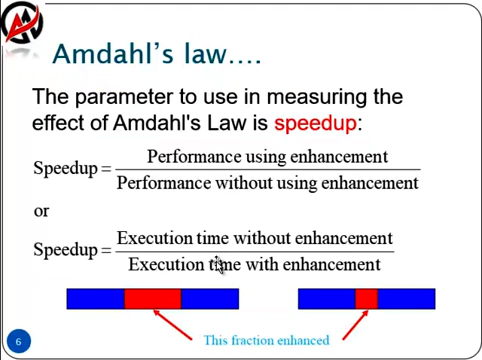 Amdahl's law....
The parameter to use in measuring the
effect of Amdahl's Law is speedup:
Speedup = Performance using enhancement
Performance without using enhancement
or
Speedup = Execution time without enhancement
Execution time with enhancement
This fraction enhanced
6